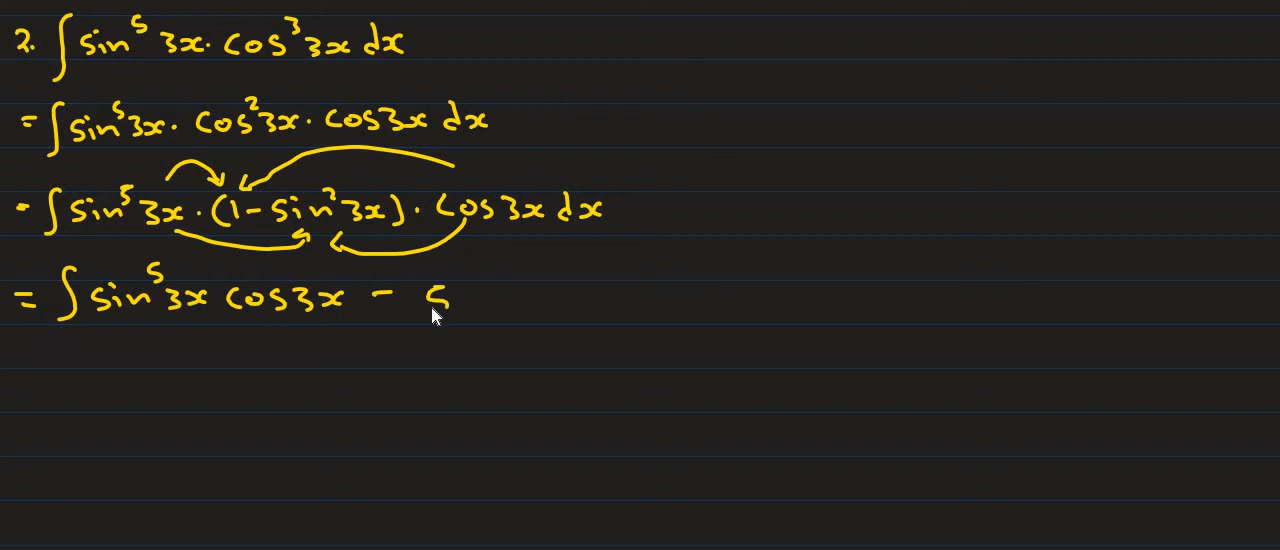 2. ∫ sin⁵ 3x · cos³ 3x dx
= ∫ sin⁵ 3x · cos² 3x · cos 3x dx
= ∫ sin⁵ 3x · (1 - sin² 3x) · cos 3x dx
= ∫ sin⁵ 3x cos 3x - s